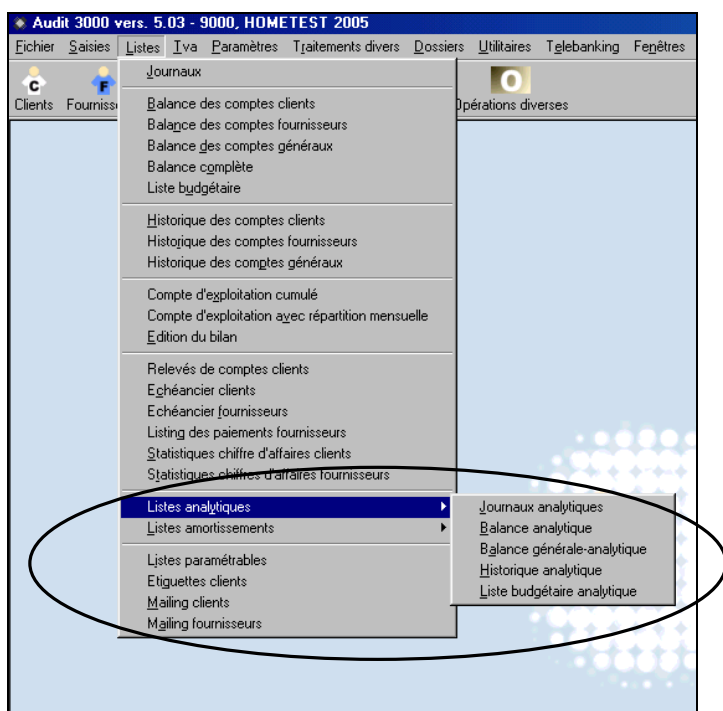 Audit 3000 vers. 5.03 - 9000, HOMETEST 2005
Fichier Saisies Listes Tva Paramètres Traitements divers Dossiers Utilitaires Telebanking Fenêtres
C F O
Clients Fourniss Opérations diverses
Journaux
Balance des comptes clients
Balance des comptes fournisseurs
Balance des comptes généraux
Balance complète
Liste budgétaire
Historique des comptes clients
Historique des comptes fournisseurs
Historique des comptes généraux
Compte d'exploitation cumulé
Compte d'exploitation avec répartition mensuelle
Edition du bilan
Relevés de comptes clients
Echéancier clients
Echéancier fournisseurs
Listing des paiements fournisseurs
Statistiques chiffre d'affaires clients
Statistiques chiffres d'affaires fournisseurs
Listes analytiques
Listes amortissements
Listes paramétrables
Etiquettes clients
Mailing clients
Mailing fournisseurs
Journaux analytiques
Balance analytique
Balance générale-analytique
Historique analytique
Liste budgétaire analytique